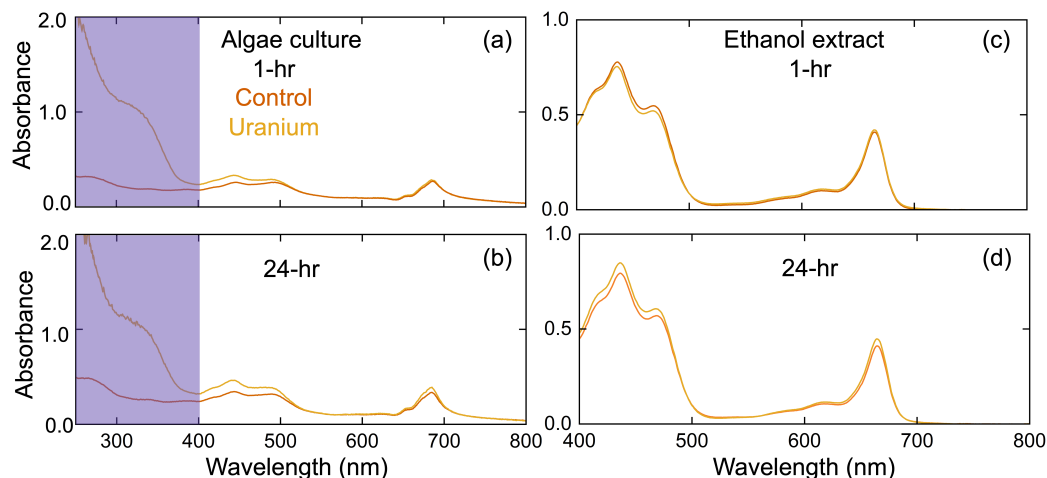 2.0
Algae culture
(a)
1-hr
Control
Uranium
1.0
0.0
Absorbance
2.0
24-hr
(b)
1.0
0.0
Absorbance
300
400
500
600
700
800
Wavelength (nm)
1.0
Ethanol extract
(c)
1-hr
0.5
0.0
700
800
1.0
24-hr
(d)
0.5
0.0
400
500
600
700
800
Wavelength (nm)